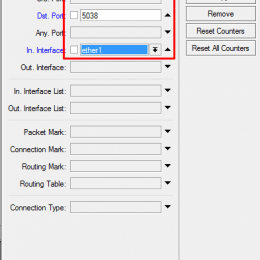 Dst. Port: 5038
Remove
Any. Port:
Reset Counters
In. Interface: ether1
Reset All Counters
Out. Interface:
In. Interface List:
Out. Interface List:
Packet Mark:
Connection Mark:
Routing Mark:
Routing Table:
Connection Type: